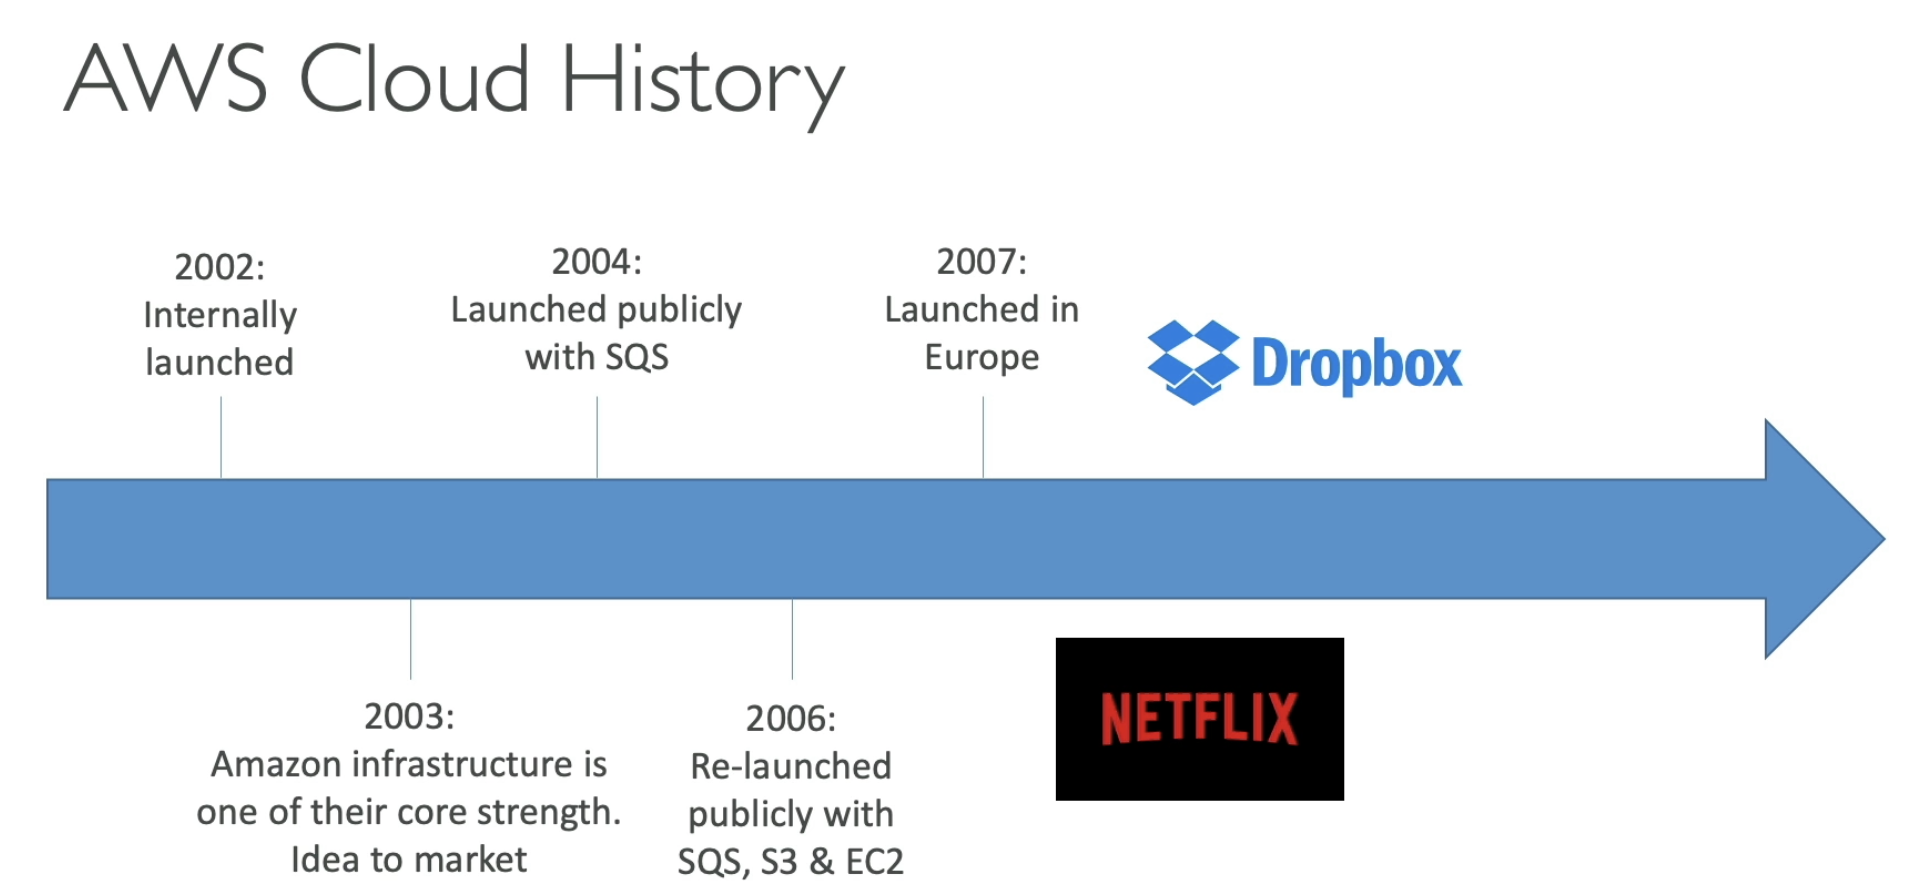 AWS Cloud History
2002:
Internally
launched
2004:
Launched publicly
with SQS
2007:
Launched in
Europe
Dropbox
2003:
Amazon infrastructure is
one of their core strength.
Idea to market
2006:
Re-launched
publicly with
SQS, S3 & EC2
NETFLIX